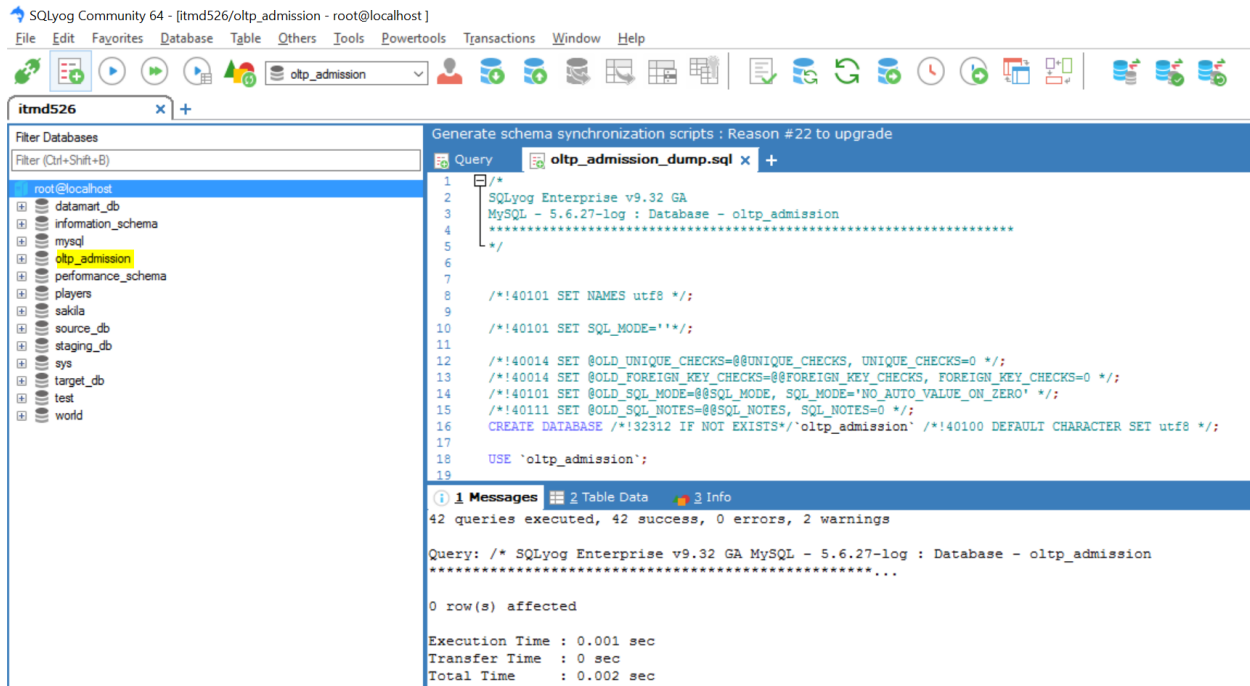 SQLyog Community 64 - [itmd526/oltp_admission - root@localhost ]
File Edit Favorites Database Table Others Tools Powertools Transactions Window Help
oltp_admission
itmd526
Filter Databases
Filter (Ctrl+Shift+B)
root@localhost
datamart_db
information_schema
mysql
oltp_admission
performance_schema
players
sakila
source_db
staging_db
sys
target_db
test
world
Generate schema synchronization scripts : Reason #22 to upgrade
Query oltp_admission_dump.sql
1 /*
2 SQLyog Enterprise v9.32 GA
3 MySQL - 5.6.27-log : Database - oltp_admission
4 *********************************************************************
5 */
6
7
8 /*!40101 SET NAMES utf8 */;
9
10 /*!40101 SET SQL_MODE=''*/;
11
12 /*!40014 SET @OLD_UNIQUE_CHECKS=@@UNIQUE_CHECKS, UNIQUE_CHECKS=0 */;
13 /*!40014 SET @OLD_FOREIGN_KEY_CHECKS=@@FOREIGN_KEY_CHECKS, FOREIGN_KEY_CHECKS=0 */;
14 /*!40101 SET @OLD_SQL_MODE=@@SQL_MODE, SQL_MODE='NO_AUTO_VALUE_ON_ZERO' */;
15 /*!40111 SET @OLD_SQL_NOTES=@@SQL_NOTES, SQL_NOTES=0 */;
16 CREATE DATABASE /*!32312 IF NOT EXISTS*/`oltp_admission` /*!40100 DEFAULT CHARACTER SET utf8 */;
17
18 USE `oltp_admission`;
19
1 Messages 2 Table Data 3 Info
42 queries executed, 42 success, 0 errors, 2 warnings
Query: /* SQLyog Enterprise v9.32 GA MySQL - 5.6.27-log : Database - oltp_admission
***************************************************...
0 row(s) affected
Execution Time : 0.001 sec
Transfer Time : 0 sec
Total Time : 0.002 sec